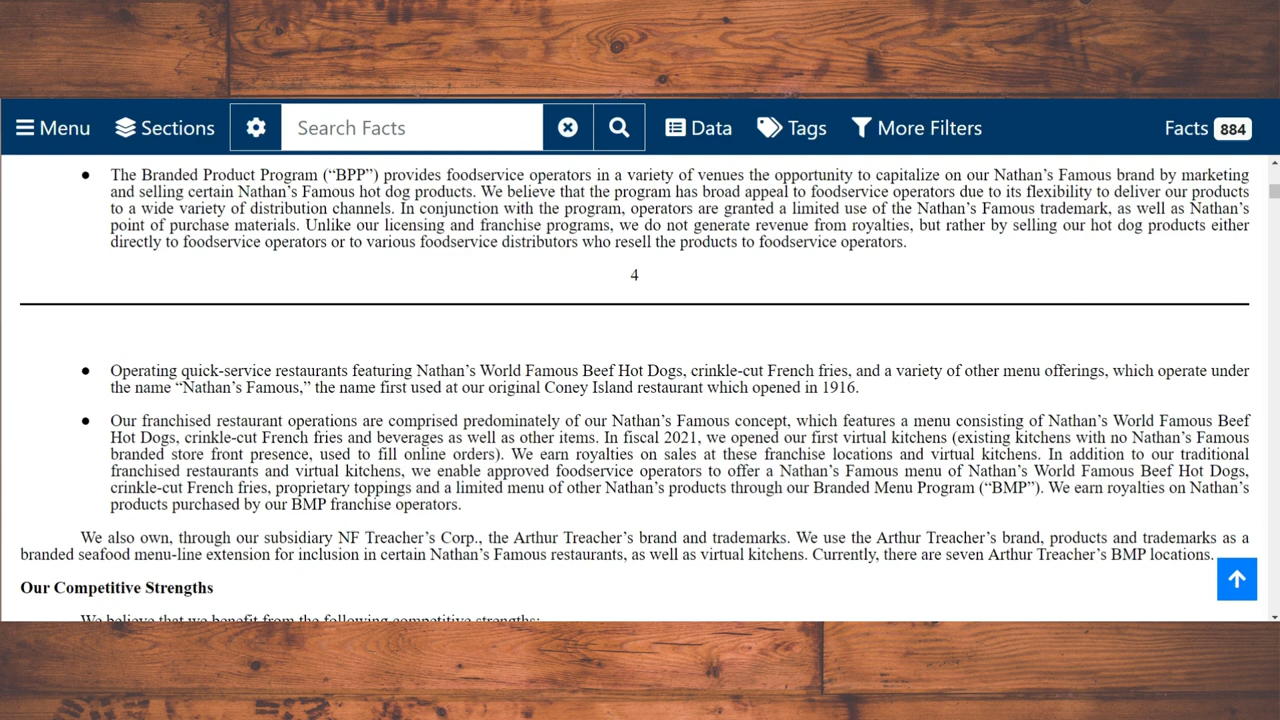 Menu Sections Search Facts Data Tags More Filters Facts 884
● The Branded Product Program (“BPP”) provides foodservice operators in a variety of venues the opportunity to capitalize on our Nathan’s Famous brand by marketing
and selling certain Nathan’s Famous hot dog products. We believe that the program has broad appeal to foodservice operators due to its flexibility to deliver our products
to a wide variety of distribution channels. In conjunction with the program, operators are granted a limited use of the Nathan’s Famous trademark, as well as Nathan’s
point of purchase materials. Unlike our licensing and franchise programs, we do not generate revenue from royalties, but rather by selling our hot dog products either
directly to foodservice operators or to various foodservice distributors who resell the products to foodservice operators.
4
● Operating quick-service restaurants featuring Nathan’s World Famous Beef Hot Dogs, crinkle-cut French fries, and a variety of other menu offerings, which operate under
the name “Nathan’s Famous,” the name first used at our original Coney Island restaurant which opened in 1916.
● Our franchised restaurant operations are comprised predominately of our Nathan’s Famous concept, which features a menu consisting of Nathan’s World Famous Beef
Hot Dogs, crinkle-cut French fries and beverages as well as other items. In fiscal 2021, we opened our first virtual kitchens (existing kitchens with no Nathan’s Famous
branded store front presence, used to fill online orders). We earn royalties on sales at these franchise locations and virtual kitchens. In addition to our traditional
franchised restaurants and virtual kitchens, we enable approved foodservice operators to offer a Nathan’s Famous menu of Nathan’s World Famous Beef Hot Dogs,
crinkle-cut French fries, proprietary toppings and a limited menu of other Nathan’s products through our Branded Menu Program (“BMP”). We earn royalties on Nathan’s
products purchased by our BMP franchise operators.
We also own, through our subsidiary NF Treacher’s Corp., the Arthur Treacher’s brand and trademarks. We use the Arthur Treacher’s brand, products and trademarks as a
branded seafood menu-line extension for inclusion in certain Nathan’s Famous restaurants, as well as virtual kitchens. Currently, there are seven Arthur Treacher’s BMP locations.
Our Competitive Strengths
We believe that we benefit from the following competitive strengths: